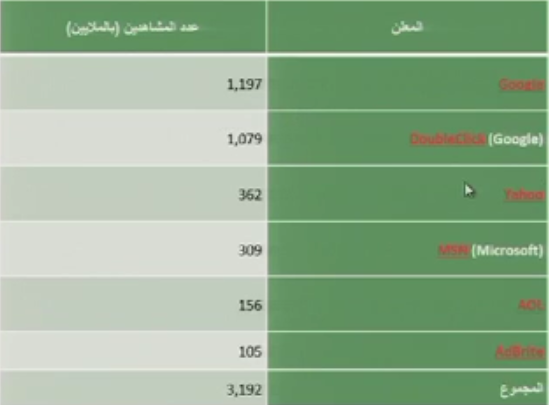 المعلن عدد المشاهدين (بالملايين)
Google 1,197
DoubleClick (Google) 1,079
Yahoo 362
MSN (Microsoft) 309
AOL 156
AdBrite 105
المجموع 3,192